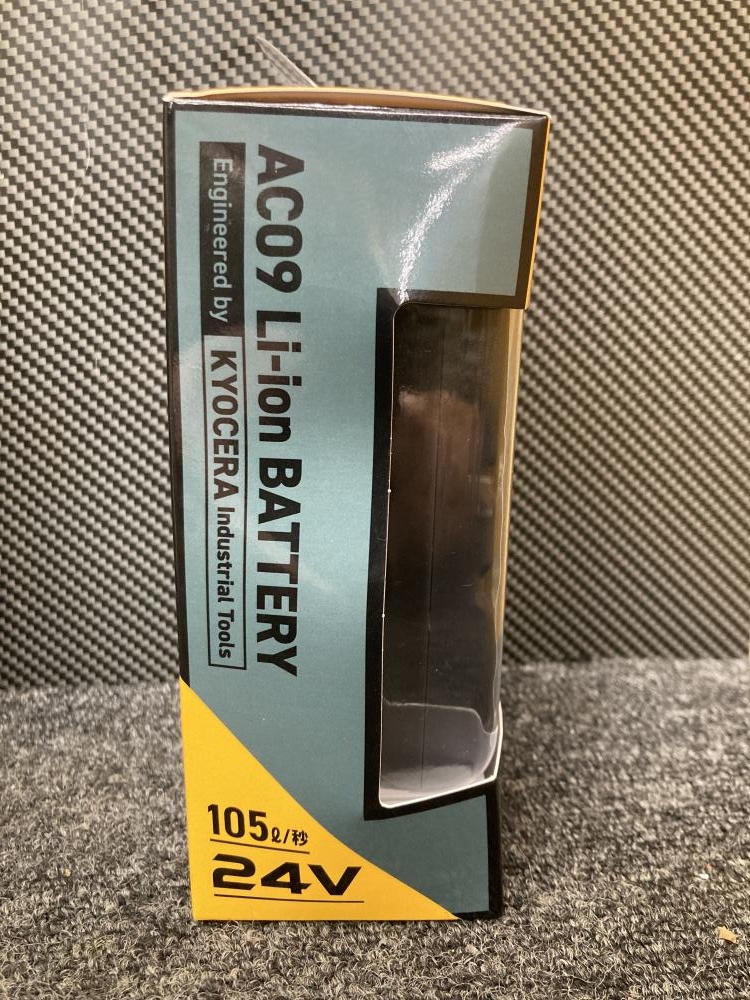 AC09 Li-ion BATTERY
Engineered by KYOCERA Industrial Tools
105ℓ/秒
24V